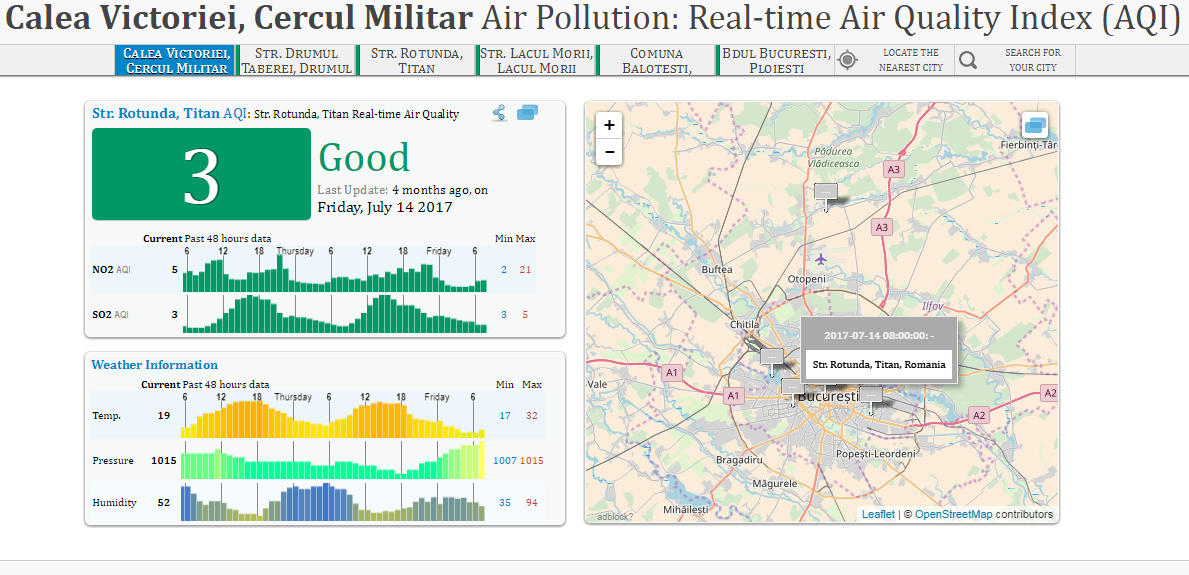 Calea Victoriei, Cercul Militar Air Pollution: Real-time Air Quality Index (AQI)
CALEA VICTORIEI, CERCUL MILITAR
STR. DRUMUL TABEREI, DRUMUL
STR. ROTUNDA, TITAN
STR. LACUL MORII, LACUL MORII
COMUNA BALOTESTI,
BDUL BUCURESTI, PLOIESTI
LOCATE THE NEAREST CITY
SEARCH FOR YOUR CITY
Str. Rotunda, Titan AQI: Str. Rotunda, Titan Real-time Air Quality
3
Good
Last Update: 4 months ago, on
Friday, July 14 2017
Current Past 48 hours data Min Max
6 12 18 Thursday 6 12 18 Friday 6
NO2 AQI 5 2 21
SO2 AQI 3 3 5
Weather Information
Current Past 48 hours data Min Max
6 12 18 Thursday 6 12 18 Friday 6
Temp. 19 17 32
Pressure 1015 1007 1015
Humidity 52 35 94
+
−
Pădurea
Vlădiceasca
Fierbinți-Târ
A3
A3
Buftea
Otopeni
Ilfov
Chitila
2017-07-14 08:00:00: -
Str. Rotunda, Titan, Romania
A1
Vale
A1
București
A2
A2
Bragadiru
Popești-Leordeni
Măgurele
Mihăilești
adblock?
Leaflet | © OpenStreetMap contributors